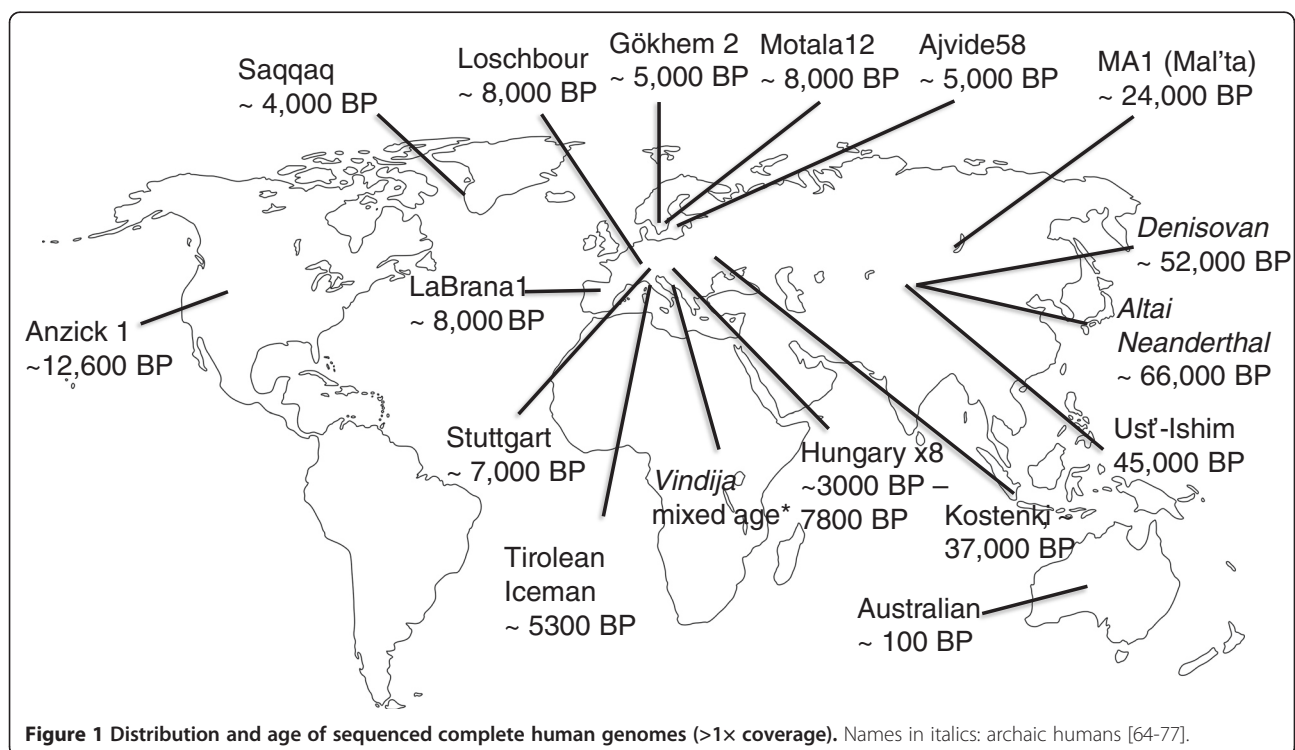 Saqqaq
~ 4,000 BP
Loschbour
~ 8,000 BP
Gökhem 2
~ 5,000 BP
Motala12
~ 8,000 BP
Ajvide58
~ 5,000 BP
MA1 (Mal'ta)
~ 24,000 BP
Denisovan
~ 52,000 BP
Altai
Neanderthal
~ 66,000 BP
Ust'-Ishim
45,000 BP
Anzick 1
~12,600 BP
LaBrana1
~ 8,000 BP
Stuttgart
~ 7,000 BP
Tirolean
Iceman
~ 5300 BP
Vindija
mixed age*
Hungary x8
~3000 BP –
7800 BP
Kostenki ~
37,000 BP
Australian
~ 100 BP
Figure 1 Distribution and age of sequenced complete human genomes (>1× coverage). Names in italics: archaic humans [64-77].